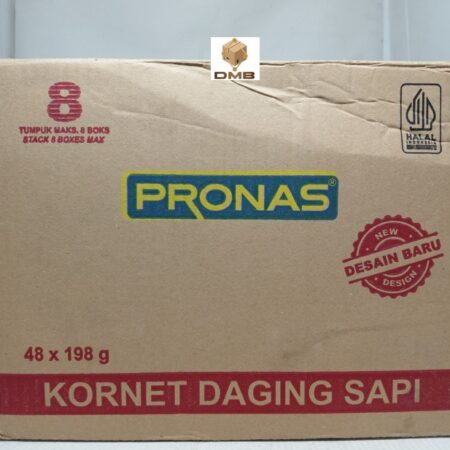 DMB
8
TUMPUK MAKS. 8 BOKS
STACK 8 BOXES MAX
HALAL
INDONESIA
PRONAS®
NEW
DESAIN BARU
DESIGN
48 x 198 g
KORNET DAGING SAPI